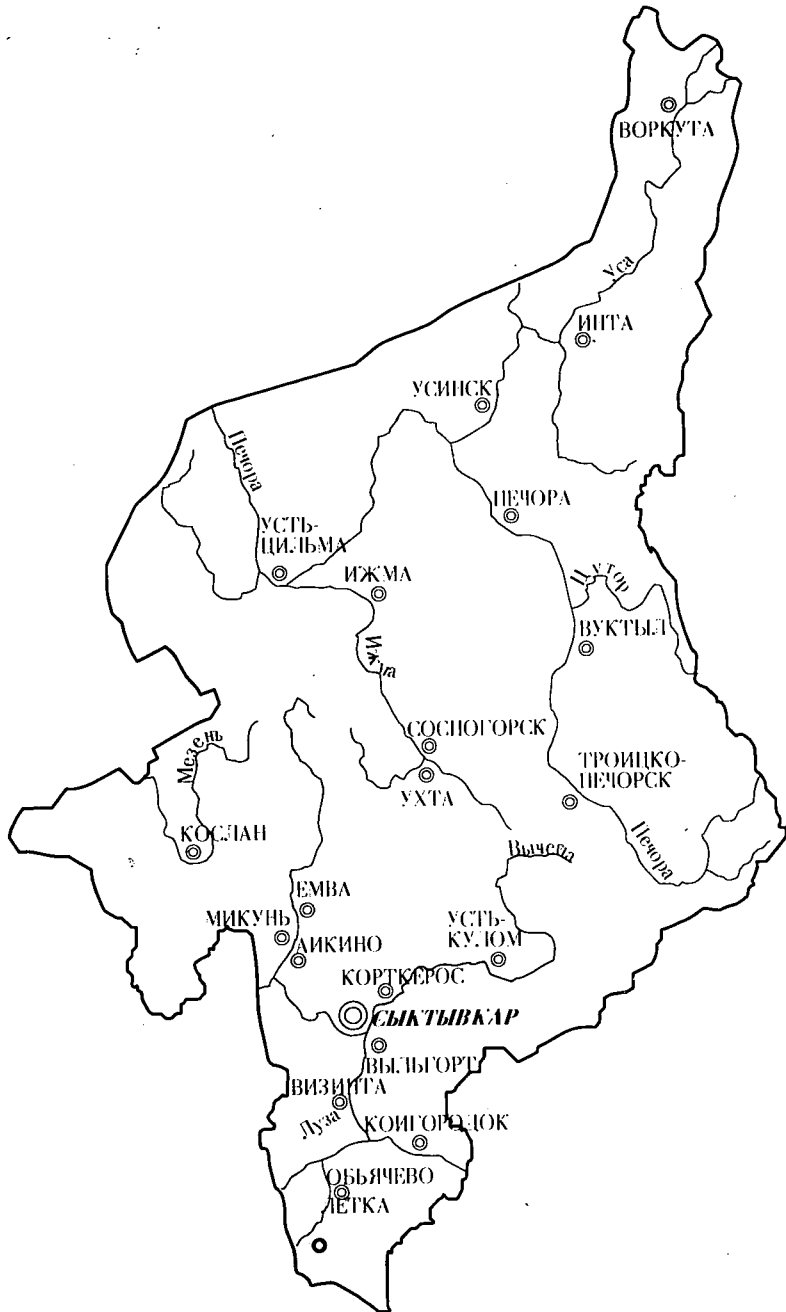 ВОРКУТА
Уса
ИНТА
УСИНСК
Печора
ПЕЧОРА
УСТЬ-
ЦИЛЬМА
ИЖМА
Щугор
Ижма
ВУКТЫЛ
Мезень
СОСНОГОРСК
ТРОИЦКО-
ПЕЧОРСК
УХТА
КОСЛАН
Вычегда
Печора
ЕМВА
МИКУНЬ
УСТЬ-
КУЛОМ
АИКИНО
КОРТКЕРОС
СЫКТЫВКАР
ВЫЛЬГОРТ
ВИЗИНГА
Луза
КОЙГОРОДОК
ОБЬЯЧЕВО
ЛЕТКА